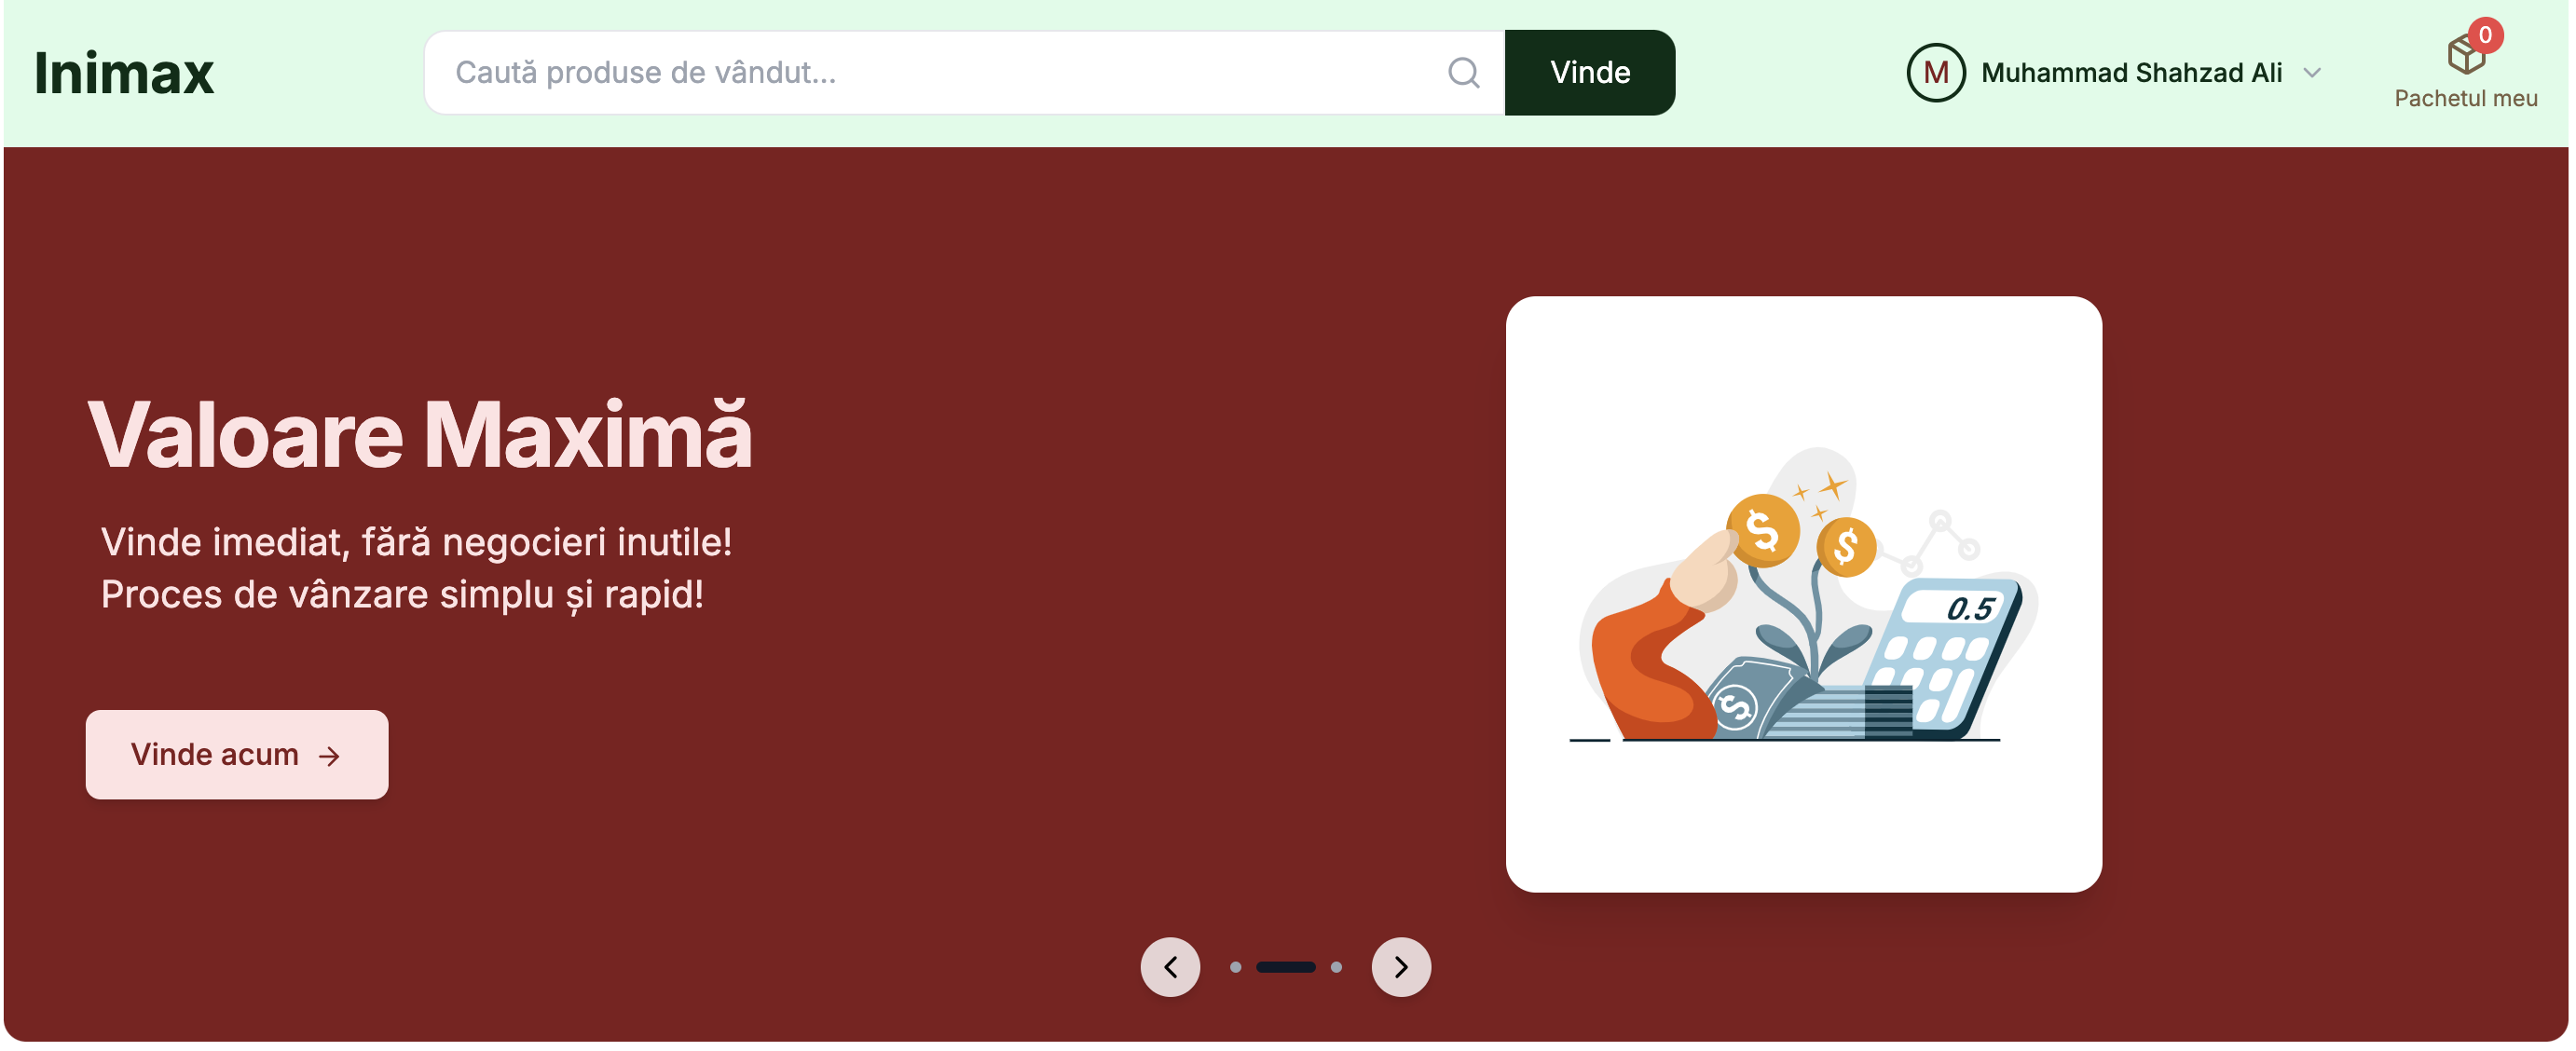 Inimax
Caută produse de vândut...
Vinde
M
Muhammad Shahzad Ali
0
Pachetul meu
Valoare Maximă
Vinde imediat, fără negocieri inutile!
Proces de vânzare simplu și rapid!
Vinde acum →
$
$
0.5
$